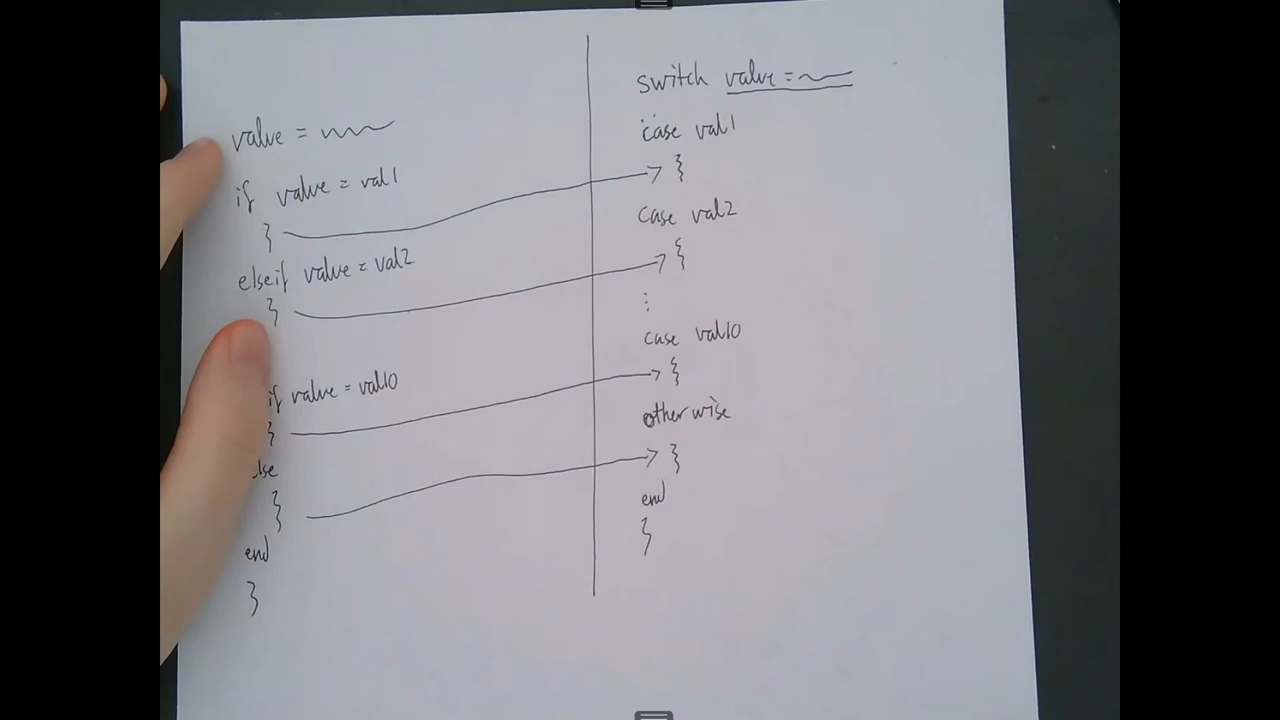 value =
if value = val1
}
elseif value = val2
}
if value = val10
}
lse
}
end
}
switch value =
case val1
}
case val2
{
⋮
case val10
{
otherwise
}
end
}